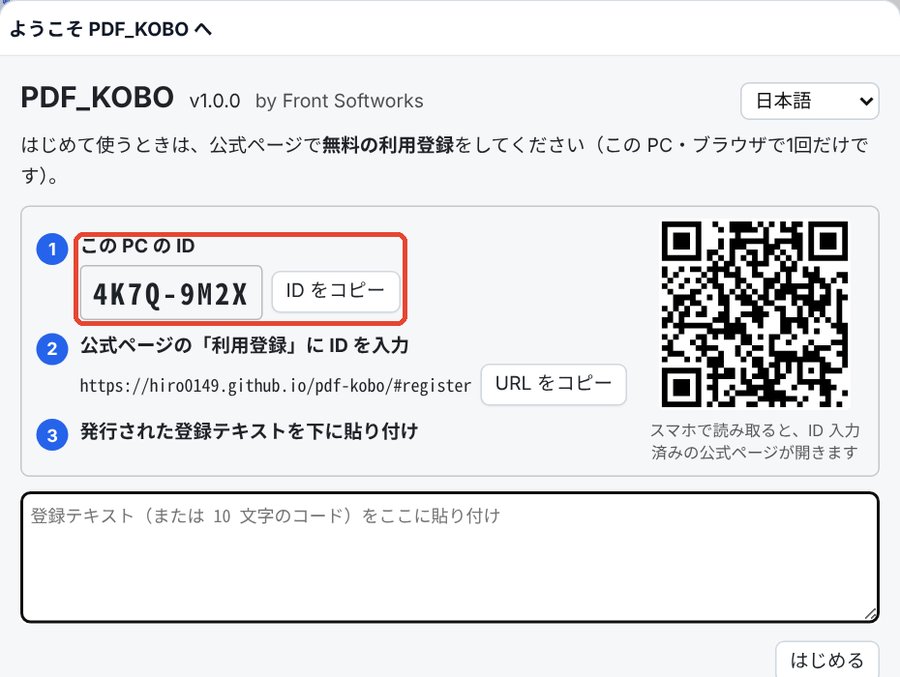 ようこそ PDF_KOBO へ
PDF_KOBO v1.0.0 by Front Softworks
日本語
はじめて使うときは、公式ページで無料の利用登録をしてください（この PC・ブラウザで1回だけで
す）。
1 この PC の ID
4K7Q-9M2X ID をコピー
2 公式ページの「利用登録」に ID を入力
https://hiro0149.github.io/pdf-kobo/#register URL をコピー
3 発行された登録テキストを下に貼り付け
スマホで読み取ると、ID 入力
済みの公式ページが開きます
登録テキスト（または 10 文字のコード）をここに貼り付け
はじめる